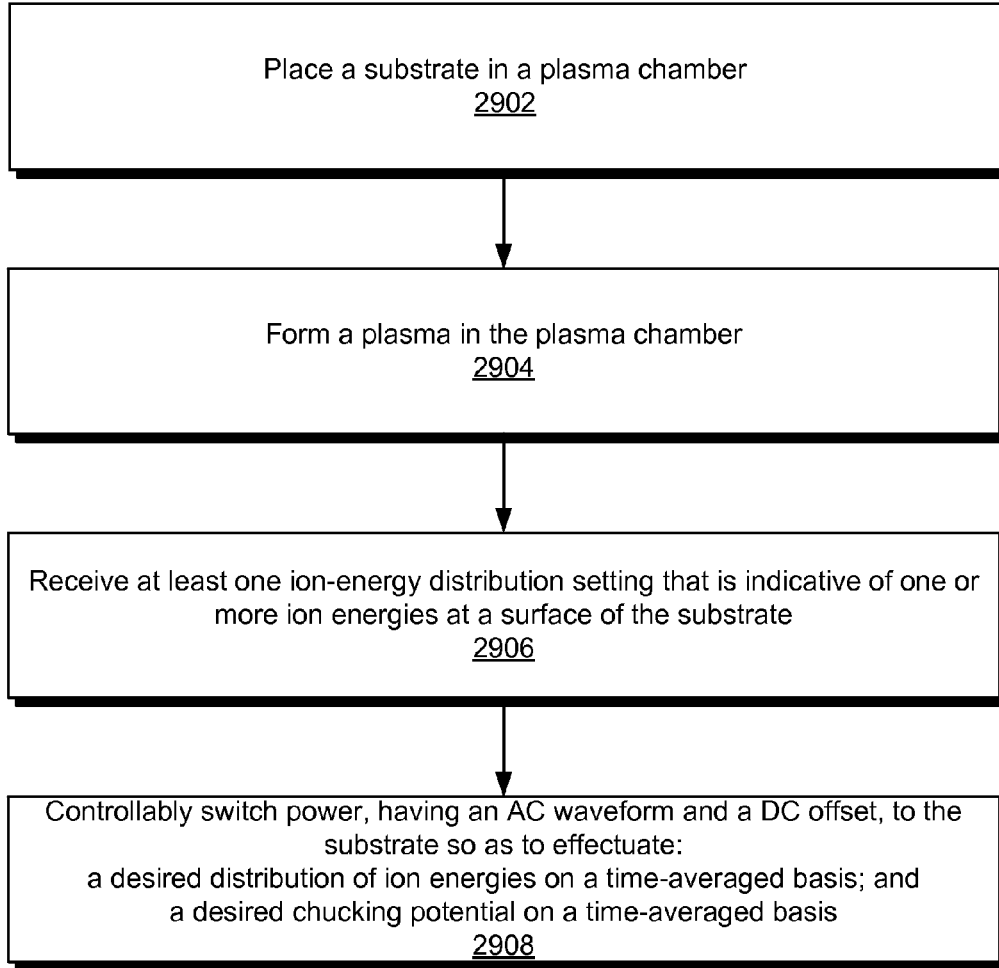 Place a substrate in a plasma chamber
2902
Form a plasma in the plasma chamber
2904
Receive at least one ion-energy distribution setting that is indicative of one or
more ion energies at a surface of the substrate
2906
Controllably switch power, having an AC waveform and a DC offset, to the
substrate so as to effectuate:
a desired distribution of ion energies on a time-averaged basis; and
a desired chucking potential on a time-averaged basis
2908